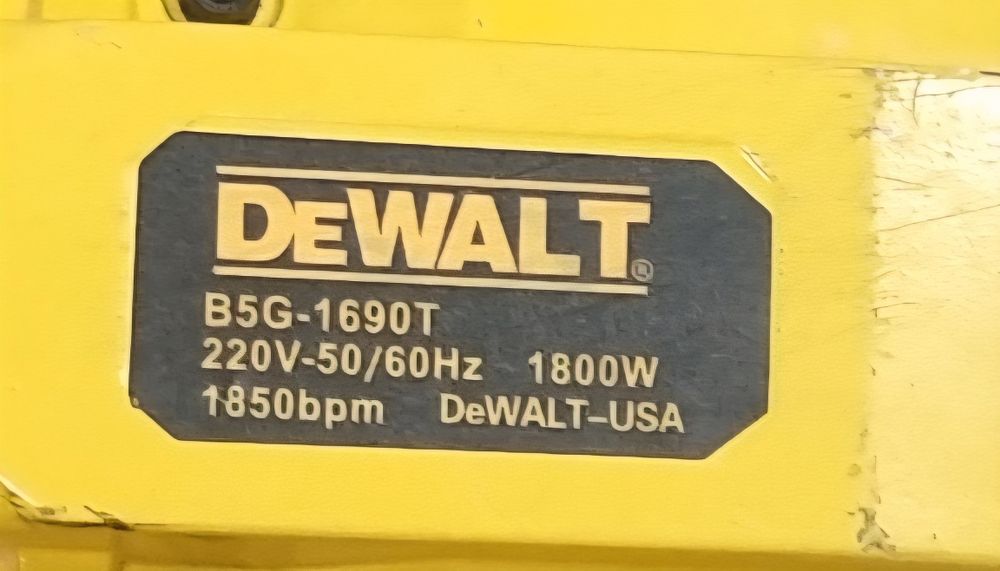 DEWALT®
B5G-1690T
220V-50/60Hz 1800W
1850bpm DeWALT–USA